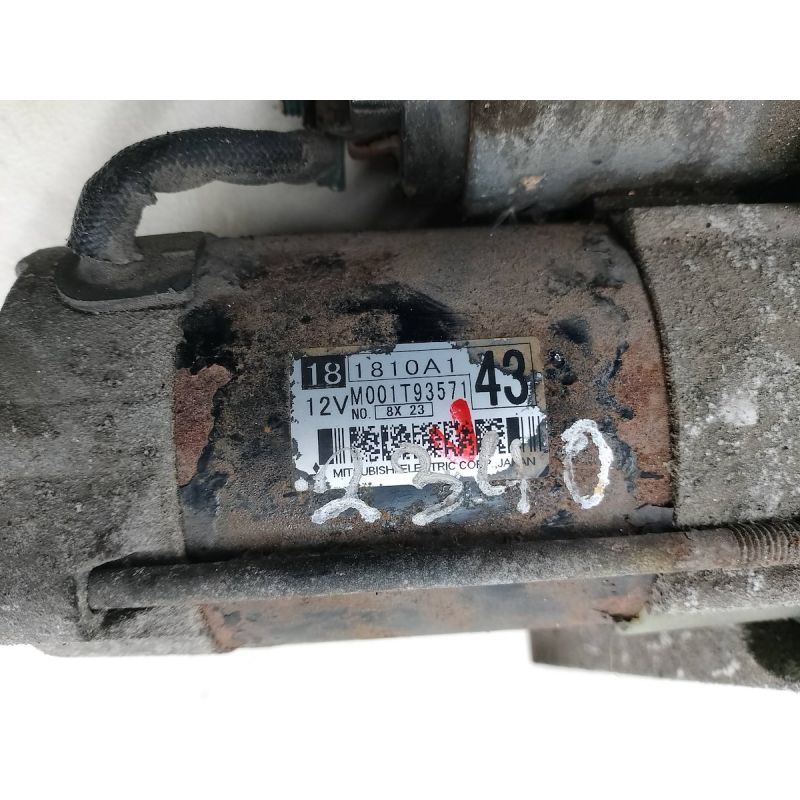 18 1810A1 43
12V M001T93571
NO. 8X 23
MITSUBISHI ELECTRIC CORP. JAPAN
2340